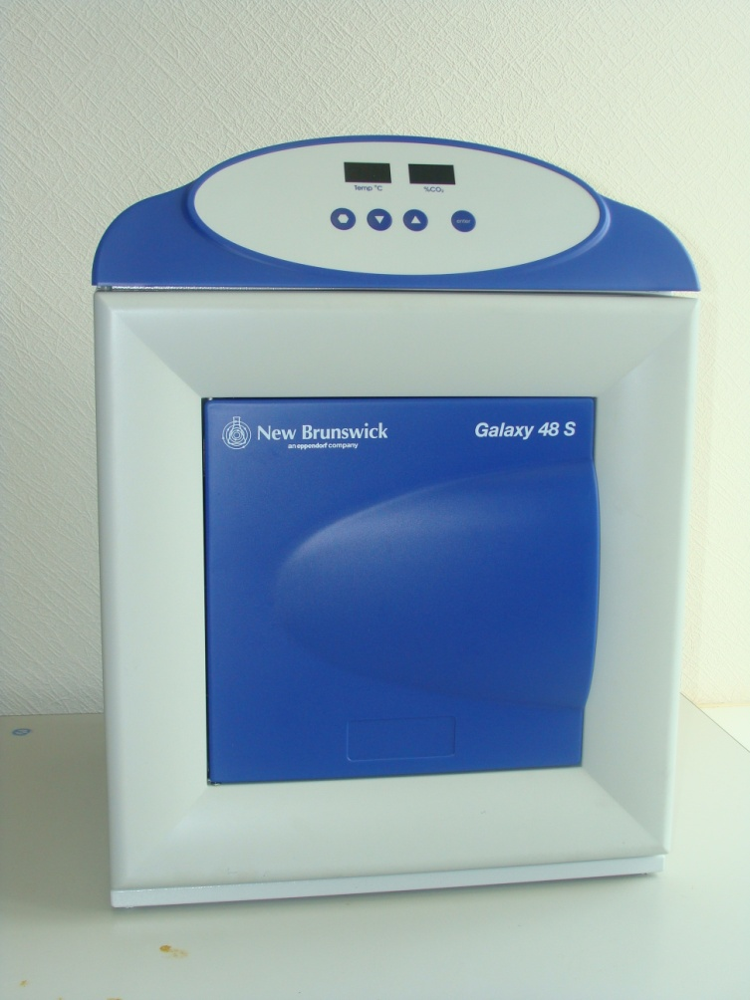 Temp °C %CO₂
enter
New Brunswick
an eppendorf company
Galaxy 48 S